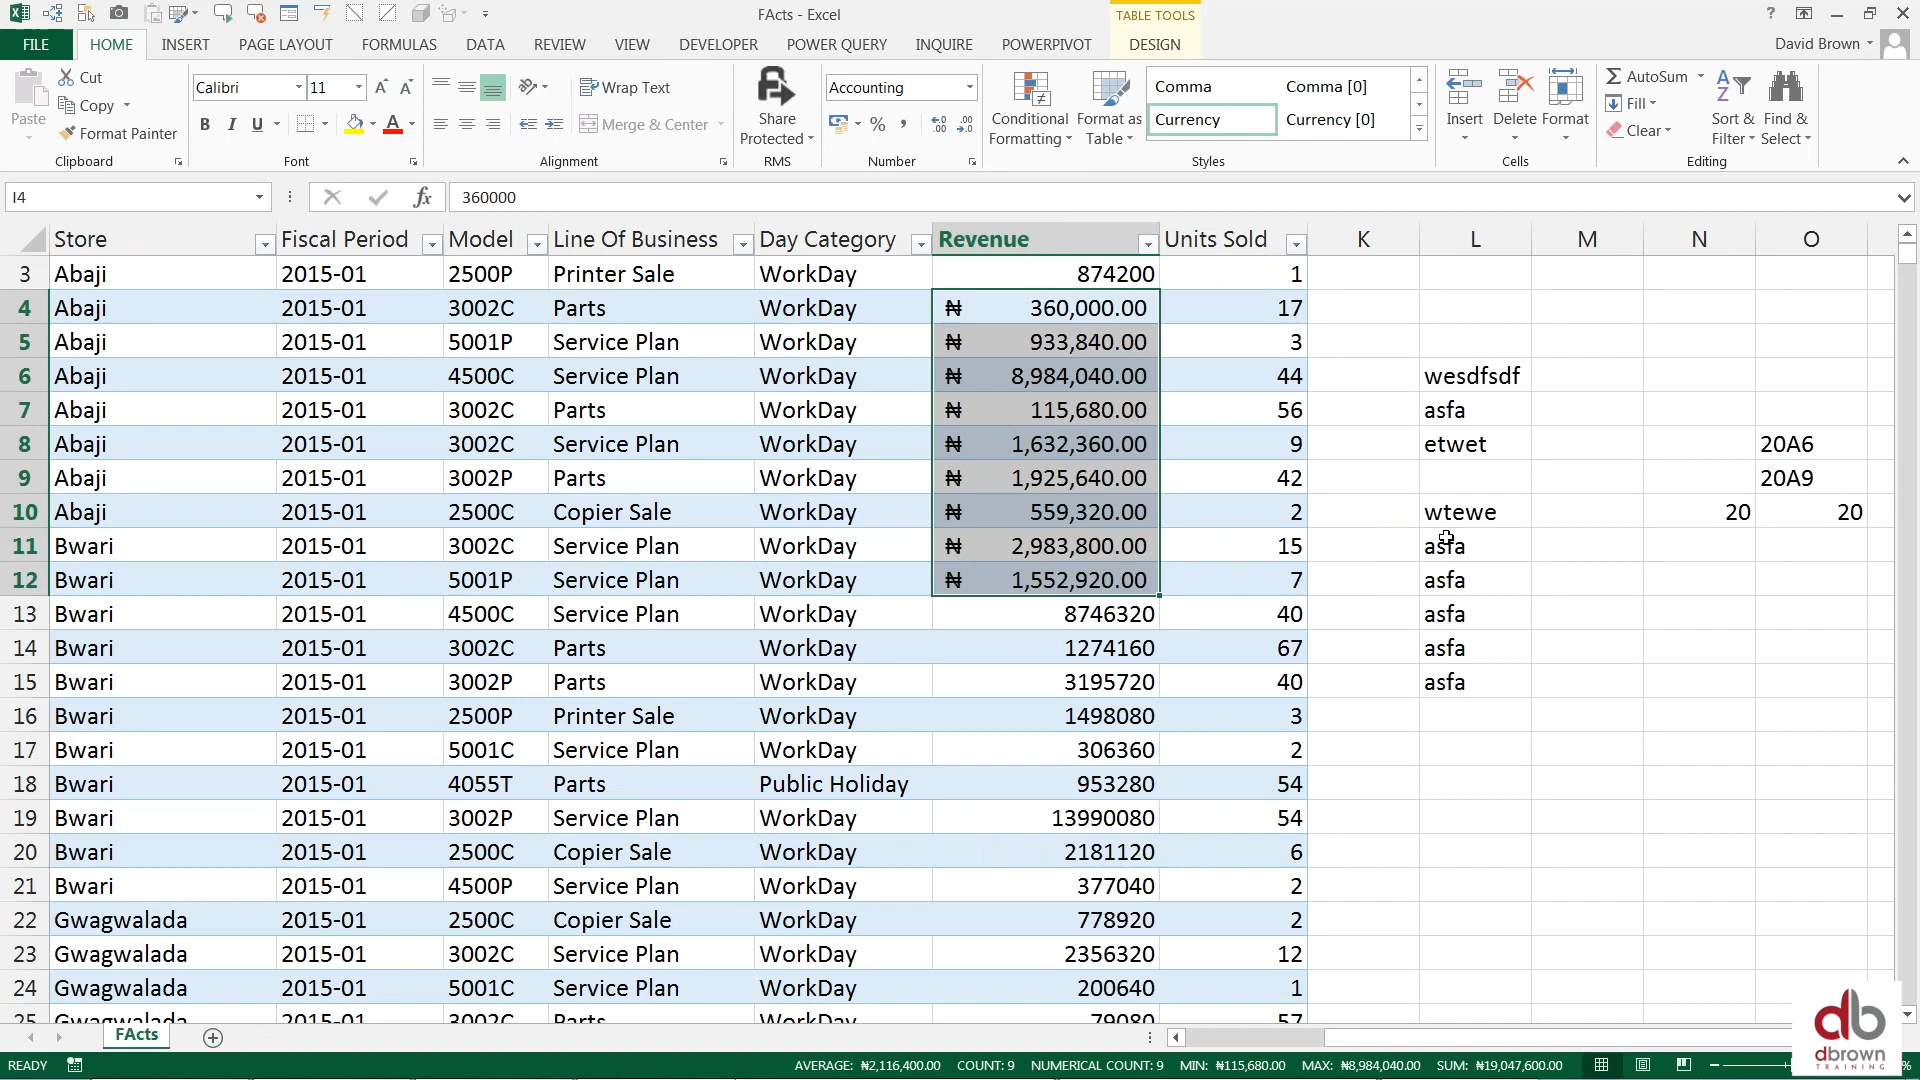 FActs - Excel
TABLE TOOLS
FILE HOME INSERT PAGE LAYOUT FORMULAS DATA REVIEW VIEW DEVELOPER POWER QUERY INQUIRE POWERPIVOT DESIGN David Brown
Paste Cut Copy Format Painter Clipboard
Calibri 11 B I U Font
Wrap Text Merge & Center Alignment
Share Protected RMS
Accounting % Number
Conditional Formatting Format as Table Comma Comma [0] Currency Currency [0] Styles
Insert Delete Format Cells
AutoSum Fill Clear Sort & Filter Find & Select Editing
I4 fx 360000
Store Fiscal Period Model Line Of Business Day Category Revenue Units Sold K L M N O
3 Abaji 2015-01 2500P Printer Sale WorkDay 874200 1
4 Abaji 2015-01 3002C Parts WorkDay ₦ 360,000.00 17
5 Abaji 2015-01 5001P Service Plan WorkDay ₦ 933,840.00 3
6 Abaji 2015-01 4500C Service Plan WorkDay ₦ 8,984,040.00 44 wesdfsdf
7 Abaji 2015-01 3002C Parts WorkDay ₦ 115,680.00 56 asfa
8 Abaji 2015-01 3002C Service Plan WorkDay ₦ 1,632,360.00 9 etwet 20A6
9 Abaji 2015-01 3002P Parts WorkDay ₦ 1,925,640.00 42 20A9
10 Abaji 2015-01 2500C Copier Sale WorkDay ₦ 559,320.00 2 wtewe 20 20
11 Bwari 2015-01 3002C Service Plan WorkDay ₦ 2,983,800.00 15 asfa
12 Bwari 2015-01 5001P Service Plan WorkDay ₦ 1,552,920.00 7 asfa
13 Bwari 2015-01 4500C Service Plan WorkDay 8746320 40 asfa
14 Bwari 2015-01 3002C Parts WorkDay 1274160 67 asfa
15 Bwari 2015-01 3002P Parts WorkDay 3195720 40 asfa
16 Bwari 2015-01 2500P Printer Sale WorkDay 1498080 3
17 Bwari 2015-01 5001C Service Plan WorkDay 306360 2
18 Bwari 2015-01 4055T Parts Public Holiday 953280 54
19 Bwari 2015-01 3002P Service Plan WorkDay 13990080 54
20 Bwari 2015-01 2500C Copier Sale WorkDay 2181120 6
21 Bwari 2015-01 4500P Service Plan WorkDay 377040 2
22 Gwagwalada 2015-01 2500C Copier Sale WorkDay 778920 2
23 Gwagwalada 2015-01 3002C Service Plan WorkDay 2356320 12
24 Gwagwalada 2015-01 5001C Service Plan WorkDay 200640 1
25 Gwagwalada 2015-01 3002C Parts WorkDay 79080 57
FActs
READY AVERAGE: ₦2,116,400.00 COUNT: 9 NUMERICAL COUNT: 9 MIN: ₦115,680.00 MAX: ₦8,984,040.00 SUM: ₦19,047,600.00
db
dbrown
TRAINING